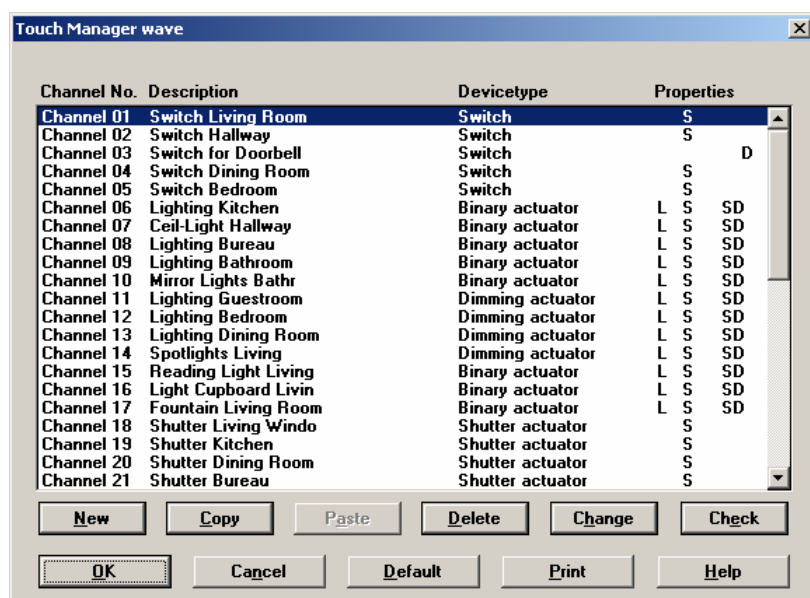 Touch Manager wave
Channel No. Description Devicetype Properties
Channel 01 Switch Living Room Switch S
Channel 02 Switch Hallway Switch S
Channel 03 Switch for Doorbell Switch D
Channel 04 Switch Dining Room Switch S
Channel 05 Switch Bedroom Switch S
Channel 06 Lighting Kitchen Binary actuator L S SD
Channel 07 Ceil-Light Hallway Binary actuator L S SD
Channel 08 Lighting Bureau Binary actuator L S SD
Channel 09 Lighting Bathroom Binary actuator L S SD
Channel 10 Mirror Lights Bathr Binary actuator L S SD
Channel 11 Lighting Guestroom Dimming actuator L S SD
Channel 12 Lighting Bedroom Dimming actuator L S SD
Channel 13 Lighting Dining Room Dimming actuator L S SD
Channel 14 Spotlights Living Dimming actuator L S SD
Channel 15 Reading Light Living Binary actuator L S SD
Channel 16 Light Cupboard Livin Binary actuator L S SD
Channel 17 Fountain Living Room Binary actuator L S SD
Channel 18 Shutter Living Windo Shutter actuator S
Channel 19 Shutter Kitchen Shutter actuator S
Channel 20 Shutter Dining Room Shutter actuator S
Channel 21 Shutter Bureau Shutter actuator S
New Copy Paste Delete Change Check
OK Cancel Default Print Help